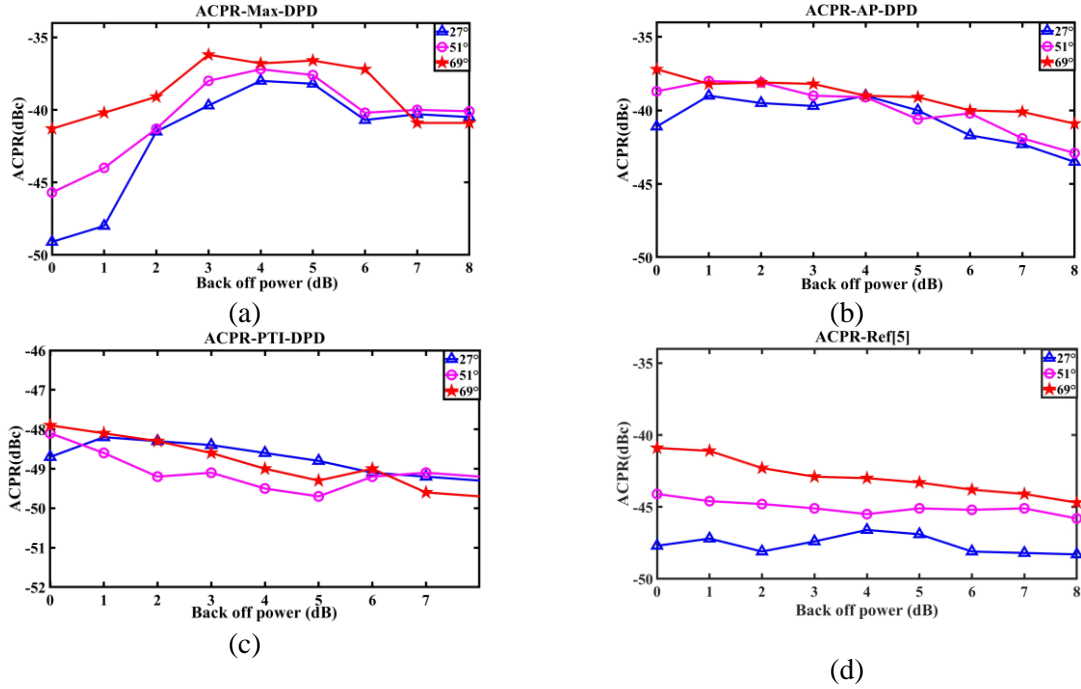 ACPR-Max-DPD
27°
51°
69°
-35
-40
-45
-50
ACPR(dBc)
0 1 2 3 4 5 6 7 8
Back off power (dB)
(a)
ACPR-AP-DPD
27°
51°
69°
-35
-40
-45
-50
ACPR(dBc)
0 1 2 3 4 5 6 7 8
Back off power (dB)
(b)
ACPR-PTI-DPD
27°
51°
69°
-46
-47
-48
-49
-50
-51
-52
ACPR(dBc)
0 1 2 3 4 5 6 7
Back off power (dB)
(c)
ACPR-Ref[5]
27°
51°
69°
-35
-40
-45
-50
ACPR(dBc)
0 1 2 3 4 5 6 7 8
Back off power (dB)
(d)